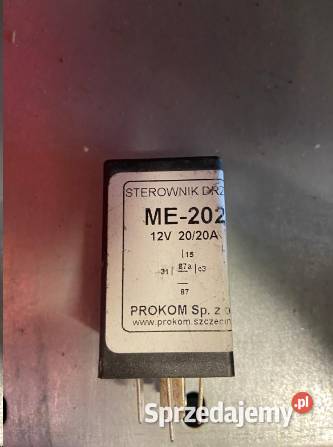 STEROWNIK DRZ
ME-202
12V 20/20A
15
31 87a c3
87
PROKOM Sp. z o
www.prokom.szczecin
Sprzedajemy.pl